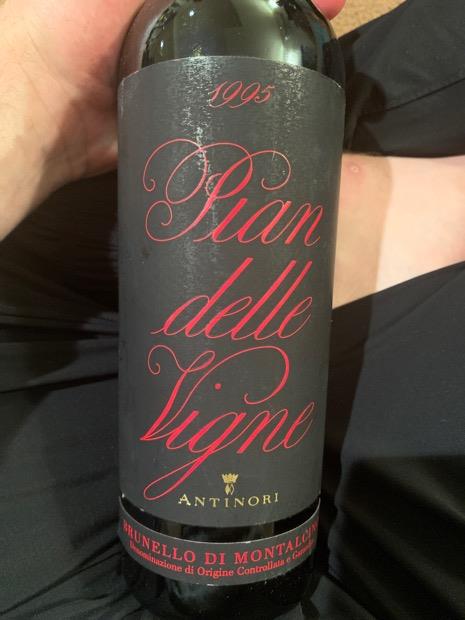 1995
Pian
delle
Vigne
ANTINORI
BRUNELLO DI MONTALCINO
Denominazione di Origine Controllata e